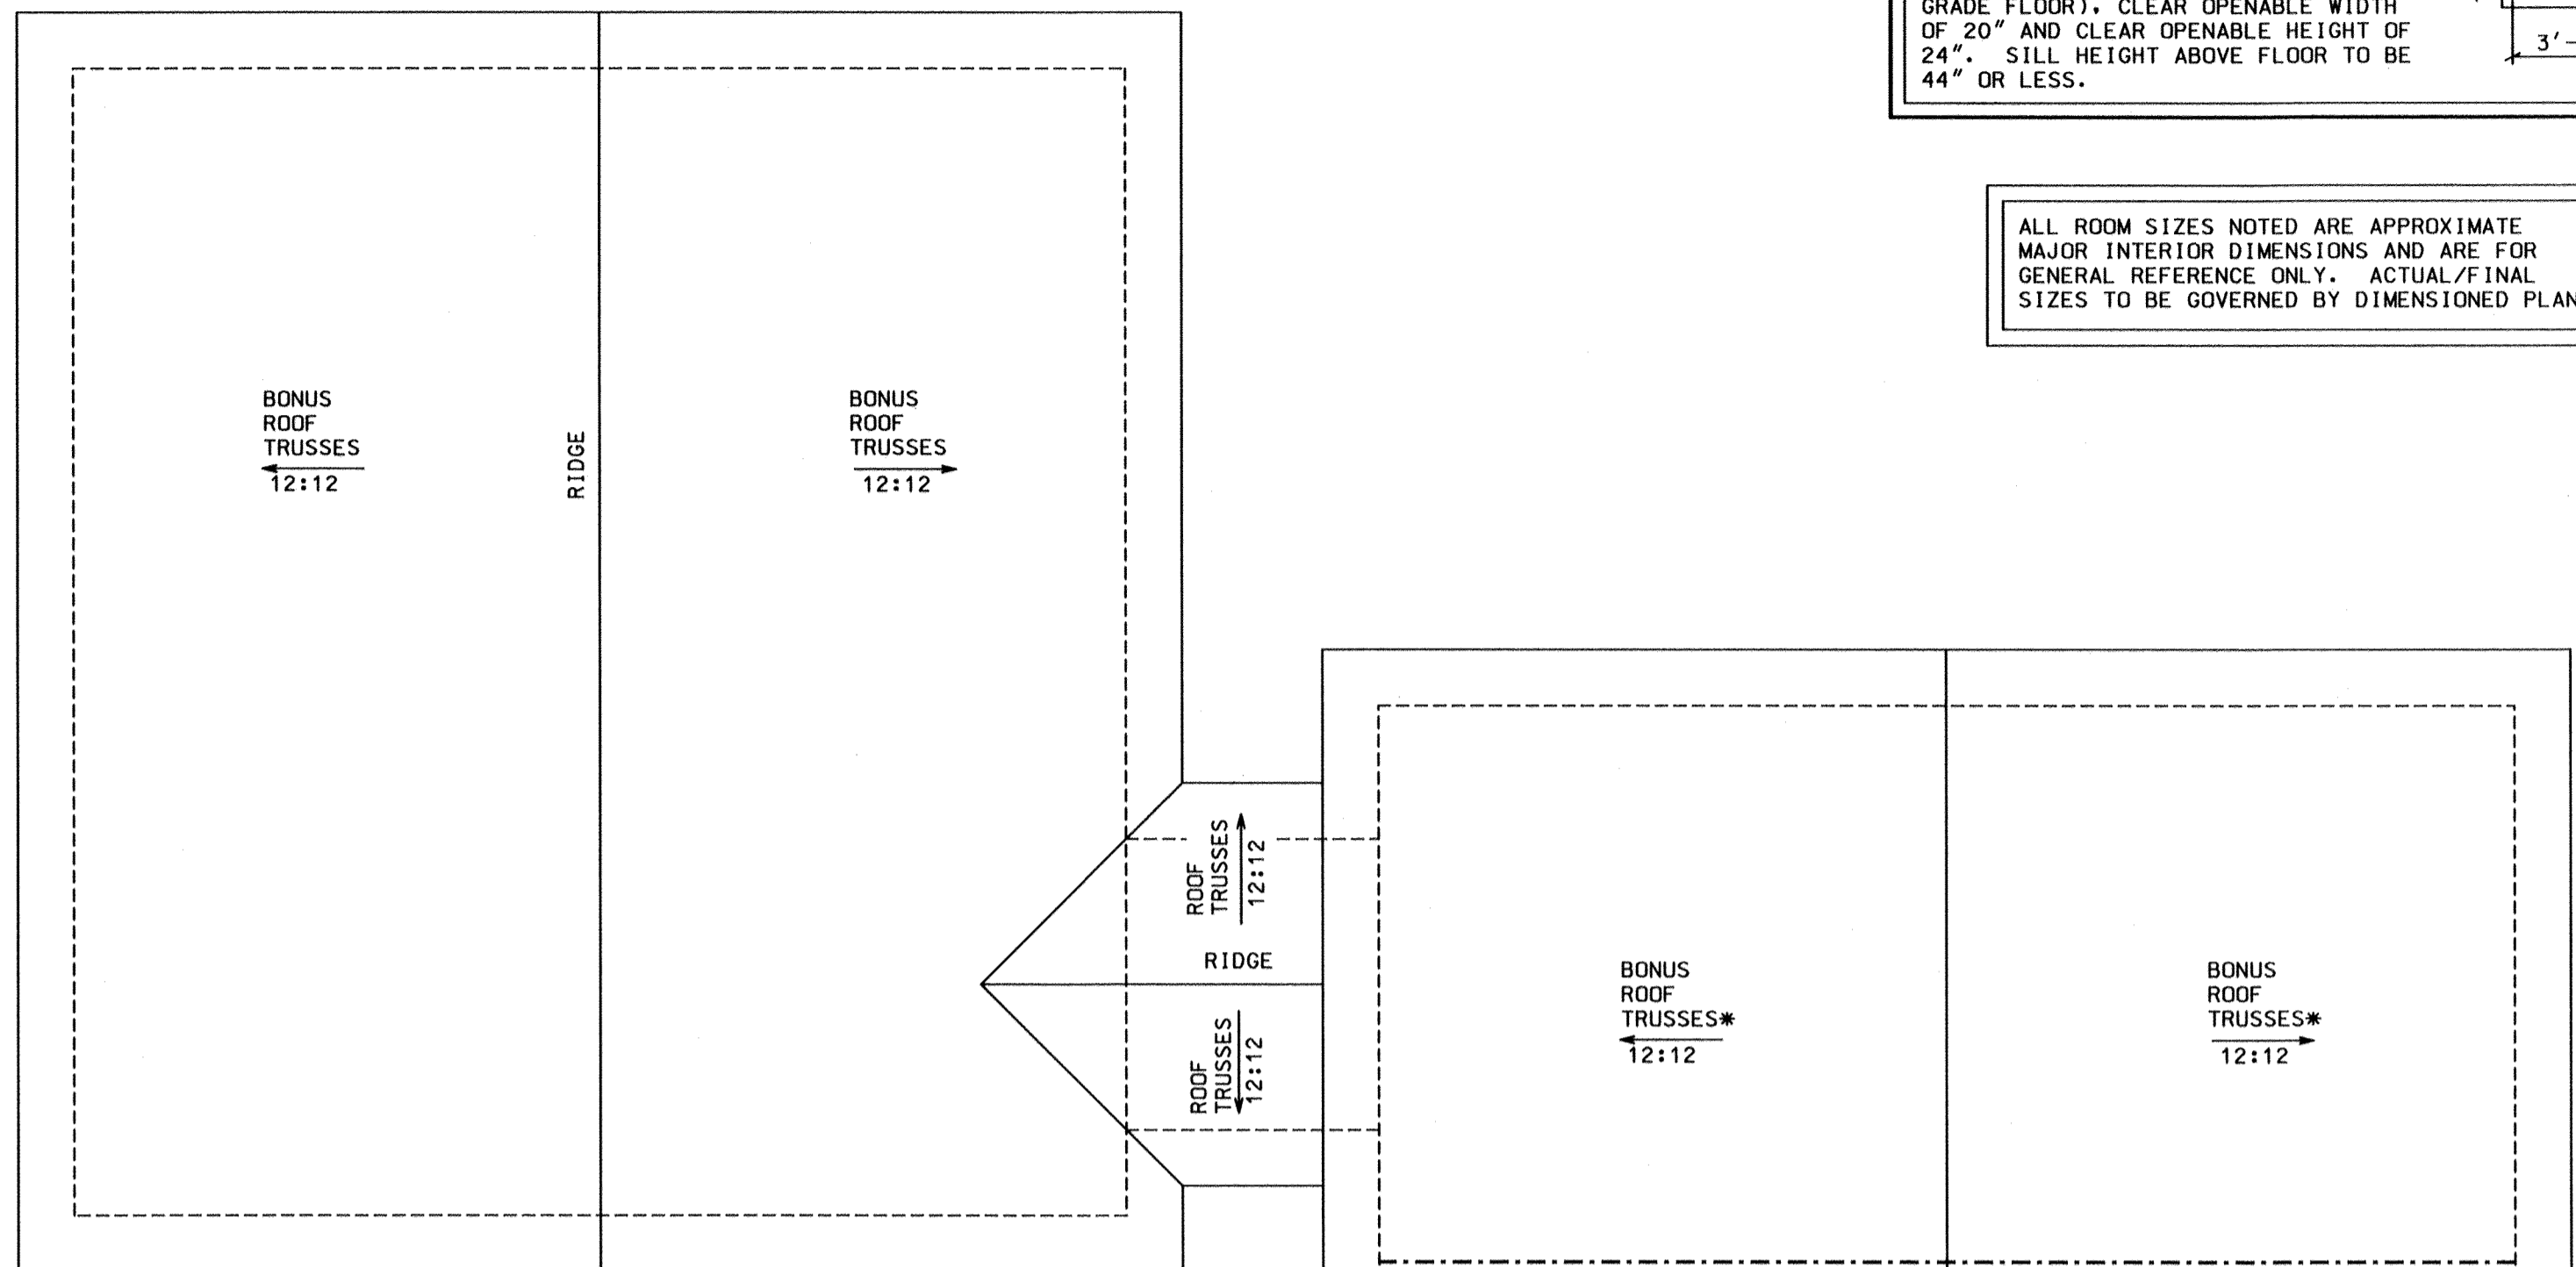 GRADE FLOOR). CLEAR OPENABLE WIDTH
OF 20" AND CLEAR OPENABLE HEIGHT OF
24". SILL HEIGHT ABOVE FLOOR TO BE
44" OR LESS.
3'-
ALL ROOM SIZES NOTED ARE APPROXIMATE
MAJOR INTERIOR DIMENSIONS AND ARE FOR
GENERAL REFERENCE ONLY. ACTUAL/FINAL
SIZES TO BE GOVERNED BY DIMENSIONED PLAN
BONUS
ROOF
TRUSSES
12:12
RIDGE
BONUS
ROOF
TRUSSES
12:12
ROOF
TRUSSES
12:12
RIDGE
ROOF
TRUSSES
12:12
BONUS
ROOF
TRUSSES*
12:12
BONUS
ROOF
TRUSSES*
12:12